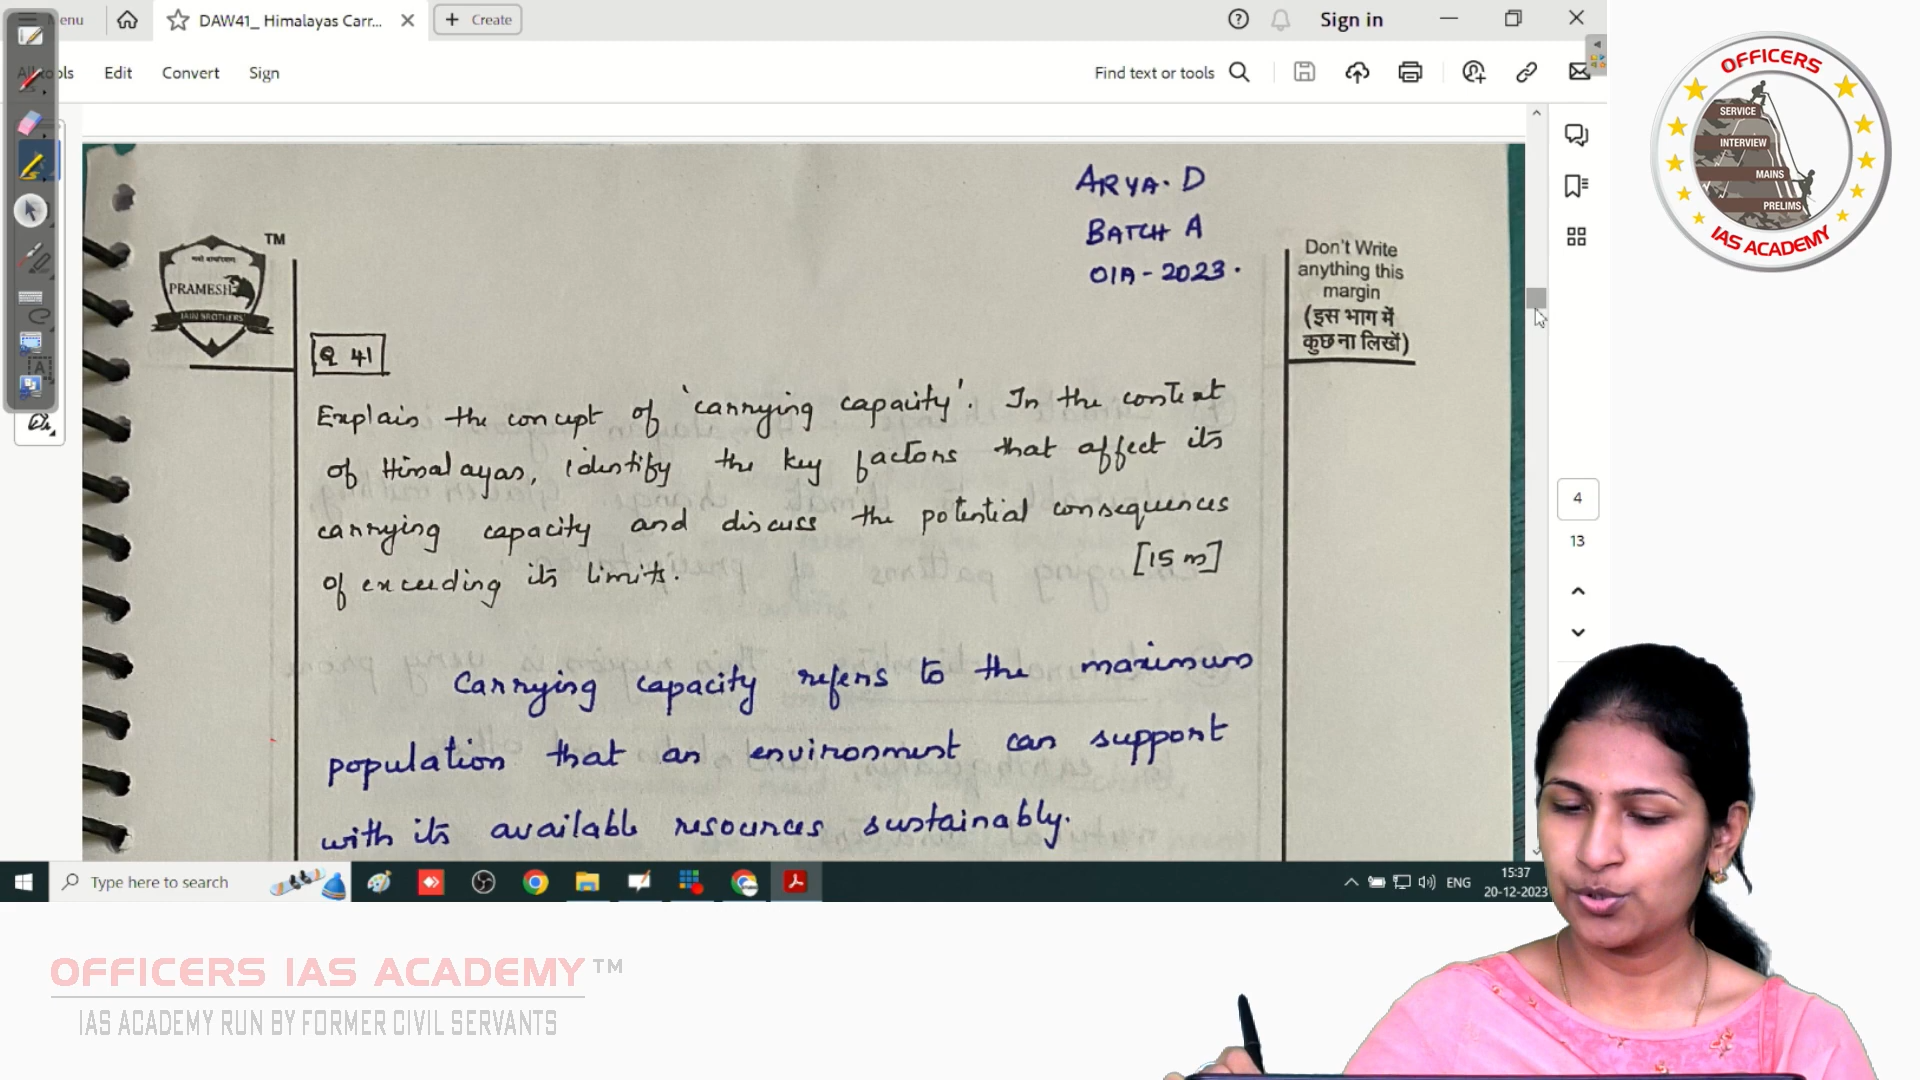 Menu
DAW41_ Himalayas Carr...
Create
Sign in
All tools
Edit
Convert
Sign
Find text or tools
OFFICERS
SERVICE
INTERVIEW
MAINS
PRELIMS
IAS ACADEMY
ARYA. D
BATCH A
OIA - 2023.
TM
PRAMESH
JAIN BROTHERS
Don't Write
anything this
margin
(इस भाग में
कुछ ना लिखें)
Q 41
Explain the concept of 'carrying capacity'. In the context
of Himalayas, identify the key factors that affect its
carrying capacity and discuss the potential consequences
of exceeding its limits. [15 m]
Carrying capacity refers to the maximum
population that an environment can support
with its available resources sustainably.
4
13
Type here to search
ENG
15:37
20-12-2023
OFFICERS IAS ACADEMY™
IAS ACADEMY RUN BY FORMER CIVIL SERVANTS